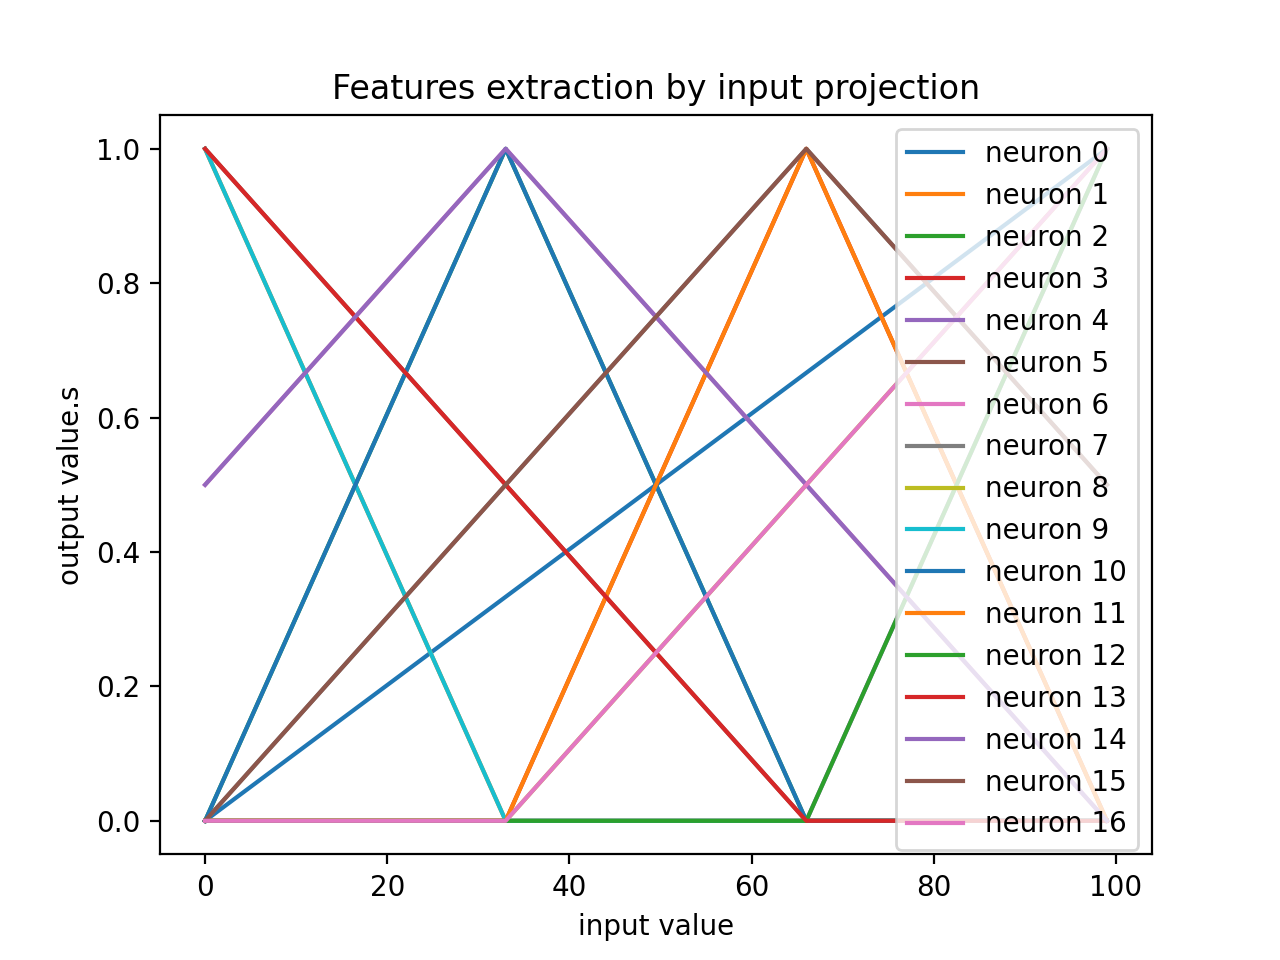 Features extraction by input projection
1.0
0.8
0.6
0.4
0.2
0.0
output value.s
0 20 40 60 80 100
input value
neuron 0
neuron 1
neuron 2
neuron 3
neuron 4
neuron 5
neuron 6
neuron 7
neuron 8
neuron 9
neuron 10
neuron 11
neuron 12
neuron 13
neuron 14
neuron 15
neuron 16